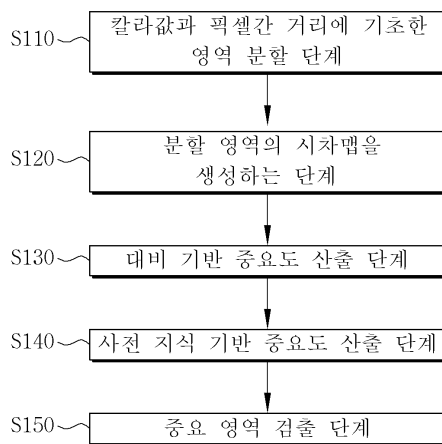 S110
칼라값과 픽셀간 거리에 기초한
영역 분할 단계
S120
분할 영역의 시차맵을
생성하는 단계
S130
대비 기반 중요도 산출 단계
S140
사전 지식 기반 중요도 산출 단계
S150
중요 영역 검출 단계